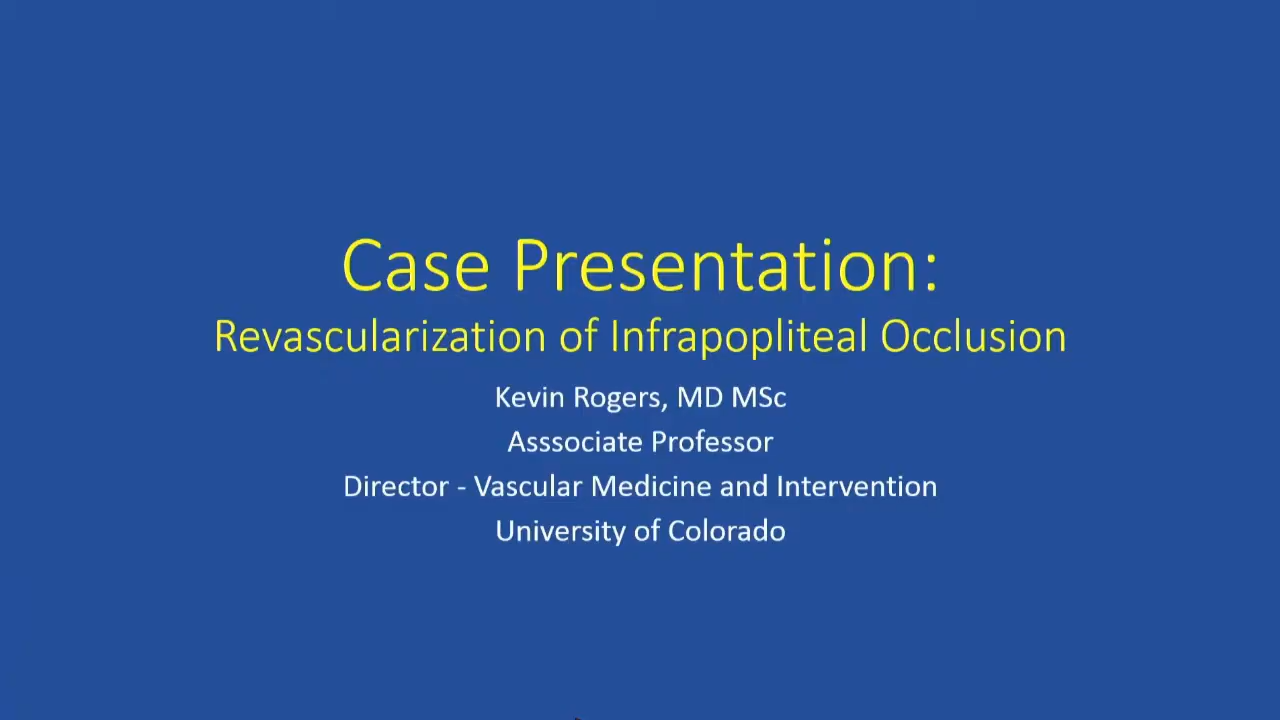 Case Presentation:
Revascularization of Infrapopliteal Occlusion
Kevin Rogers, MD MSc
Asssociate Professor
Director - Vascular Medicine and Intervention
University of Colorado